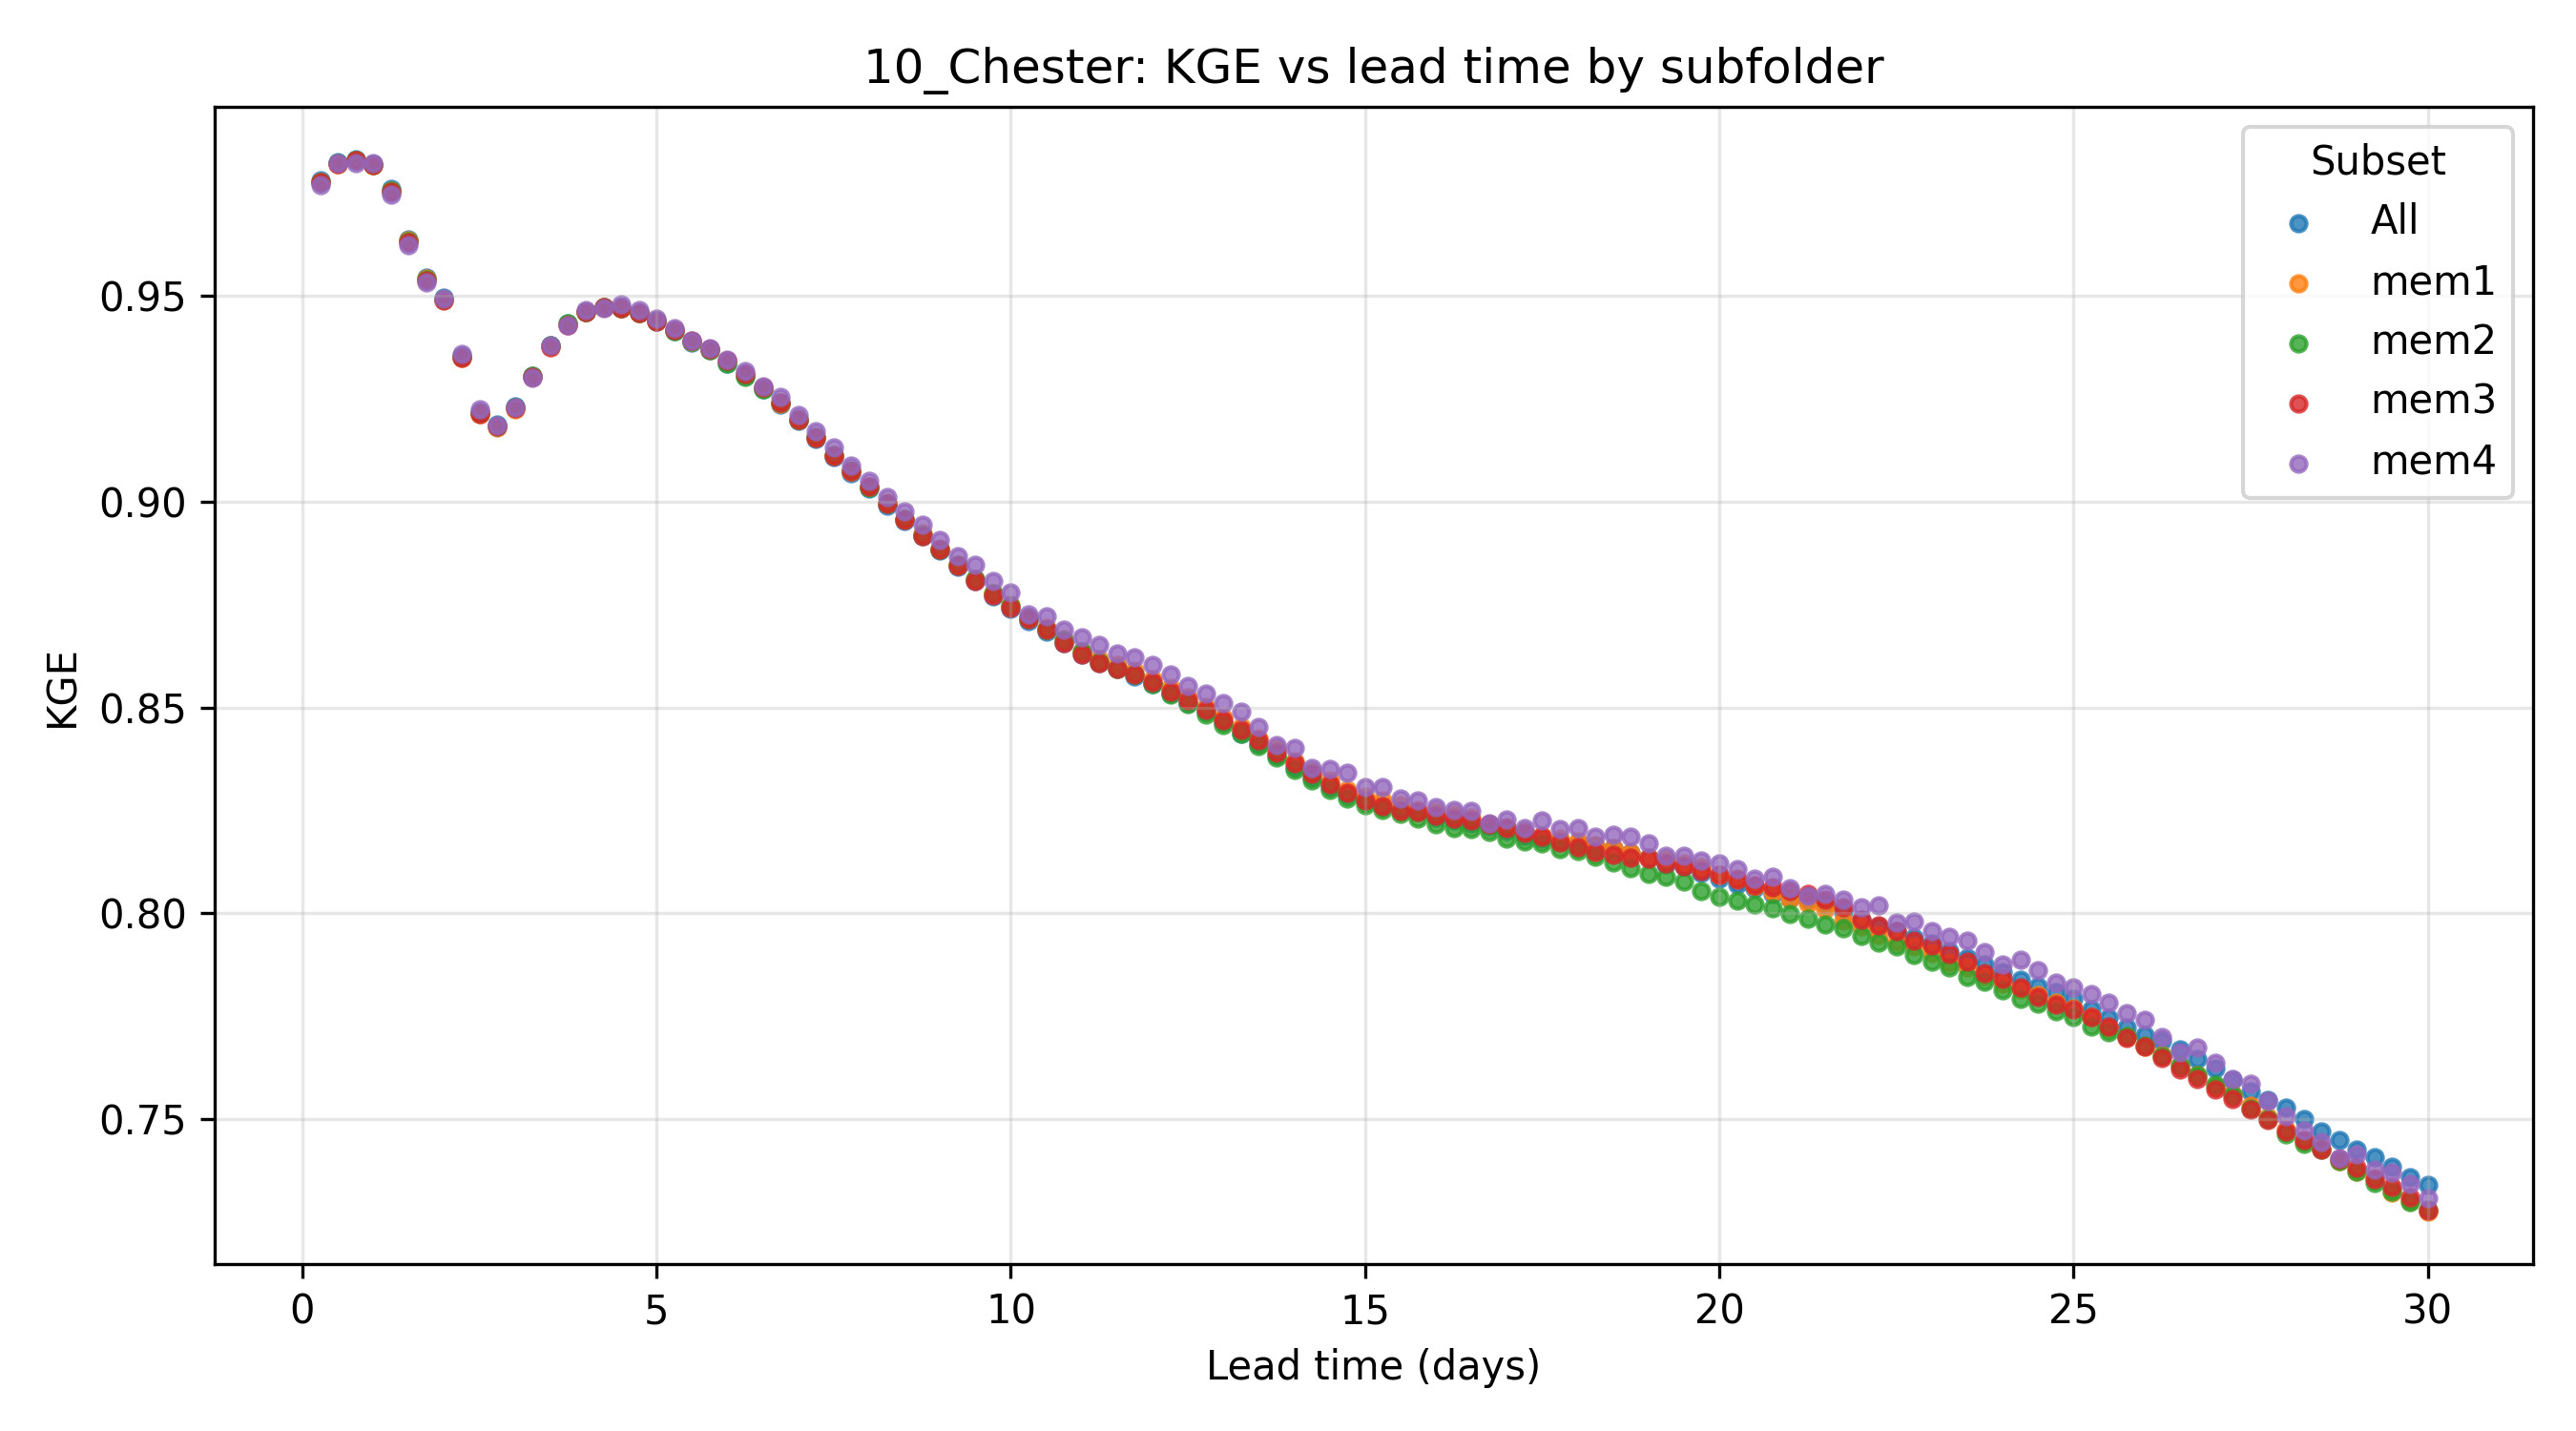 10_Chester: KGE vs lead time by subfolder
Subset
All
mem1
mem2
mem3
mem4
KGE
0.95
0.90
0.85
0.80
0.75
0
5
10
15
20
25
30
Lead time (days)